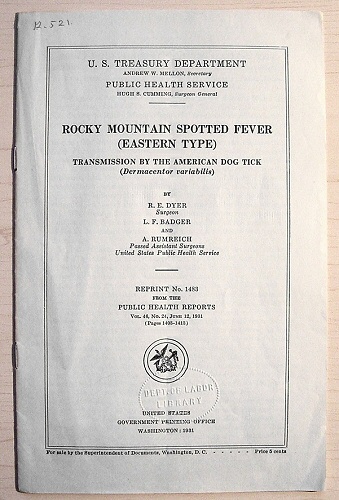 12.521.
U. S. TREASURY DEPARTMENT
ANDREW W. MELLON, Secretary
PUBLIC HEALTH SERVICE
HUGH S. CUMMING, Surgeon General
ROCKY MOUNTAIN SPOTTED FEVER
(EASTERN TYPE)
TRANSMISSION BY THE AMERICAN DOG TICK
(Dermacentor variabilis)
BY
R. E. DYER
Surgeon
L. F. BADGER
AND
A. RUMREICH
Passed Assistant Surgeons
United States Public Health Service
REPRINT No. 1483
FROM THE
PUBLIC HEALTH REPORTS
VOL. 46, No. 24, JUNE 12, 1931
(Pages 1403-1413)
DEPT. OF LABOR
LIBRARY
UNITED STATES
GOVERNMENT PRINTING OFFICE
WASHINGTON : 1931
For sale by the Superintendent of Documents, Washington, D. C. - - - - - Price 5 cents